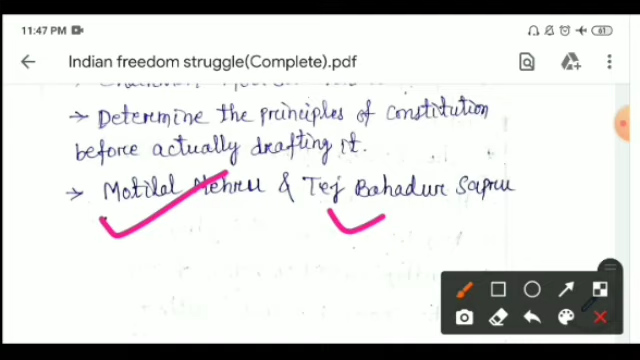 11:47 PM
61
Indian freedom struggle(Complete).pdf
→ Determine the principles of constitution
before actually drafting it.
→ Motilal Nehru & Tej Bahadur Sapru